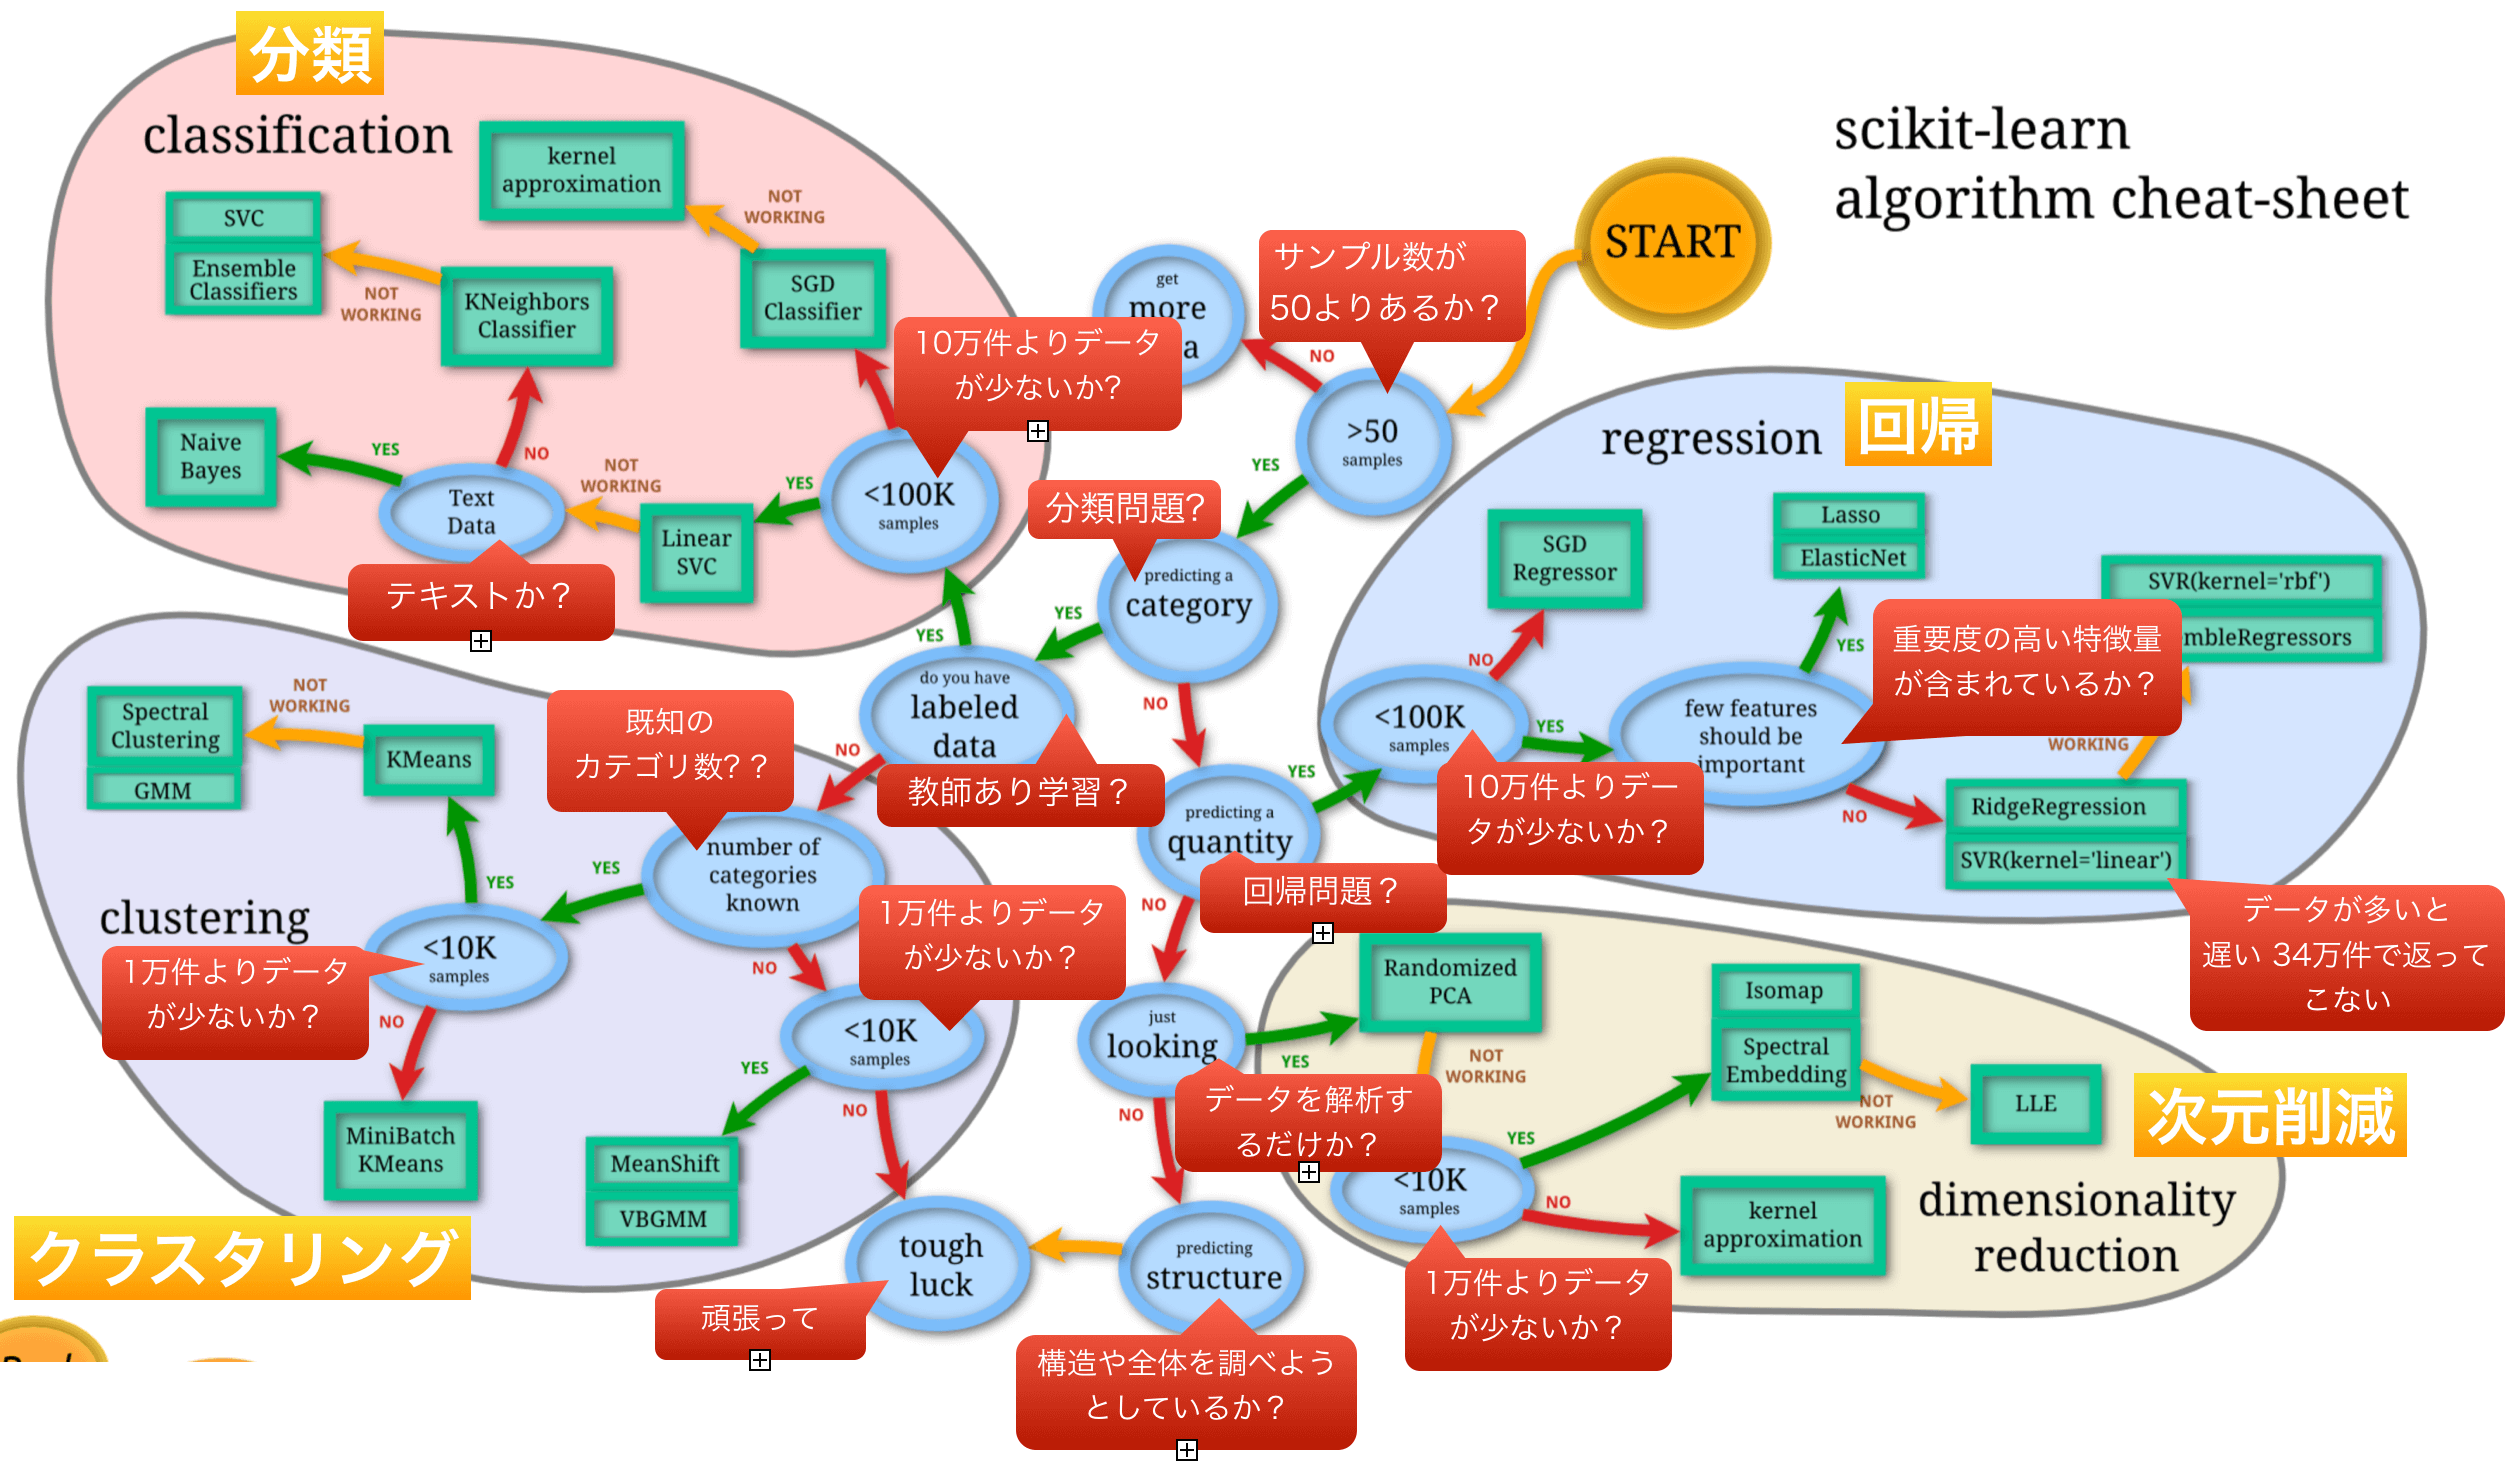 分類
classification
kernel
approximation
NOT
WORKING
SVC
Ensemble
Classifiers
NOT
WORKING
KNeighbors
Classifier
SGD
Classifier
Naive
Bayes
YES
NO
Text
Data
NOT
WORKING
Linear
SVC
YES
<100K
samples
10万件よりデータ
が少ないか?
テキストか？
scikit-learn
algorithm cheat-sheet
START
get
more
a
サンプル数が
50よりあるか？
NO
>50
samples
YES
分類問題?
predicting a
category
YES
NO
YES
do you have
labeled
data
教師あり学習？
NO
既知の
カテゴリ数？？
number of
categories
known
YES
NO
回帰
regression
SGD
Regressor
Lasso
ElasticNet
SVR(kernel='rbf')
mbleRegressors
重要度の高い特徴量
が含まれているか？
WORKING
NO
YES
<100K
samples
YES
few features
should be
important
10万件よりデー
タが少ないか？
NO
RidgeRegression
SVR(kernel='linear')
データが多いと
遅い 34万件で返って
こない
YES
predicting a
quantity
回帰問題？
NO
Spectral
Clustering
GMM
NOT
WORKING
KMeans
YES
clustering
<10K
samples
1万件よりデータ
が少ないか？
NO
MiniBatch
KMeans
1万件よりデータ
が少ないか？
<10K
samples
YES
NO
MeanShift
VBGMM
クラスタリング
tough
luck
頑張って
just
looking
YES
NO
データを解析す
るだけか？
predicting
structure
構造や全体を調べよう
としているか？
Randomized
PCA
NOT
WORKING
<10K
samples
1万件よりデータ
が少ないか？
YES
NO
Isomap
Spectral
Embedding
NOT
WORKING
LLE
kernel
approximation
次元削減
dimensionality
reduction